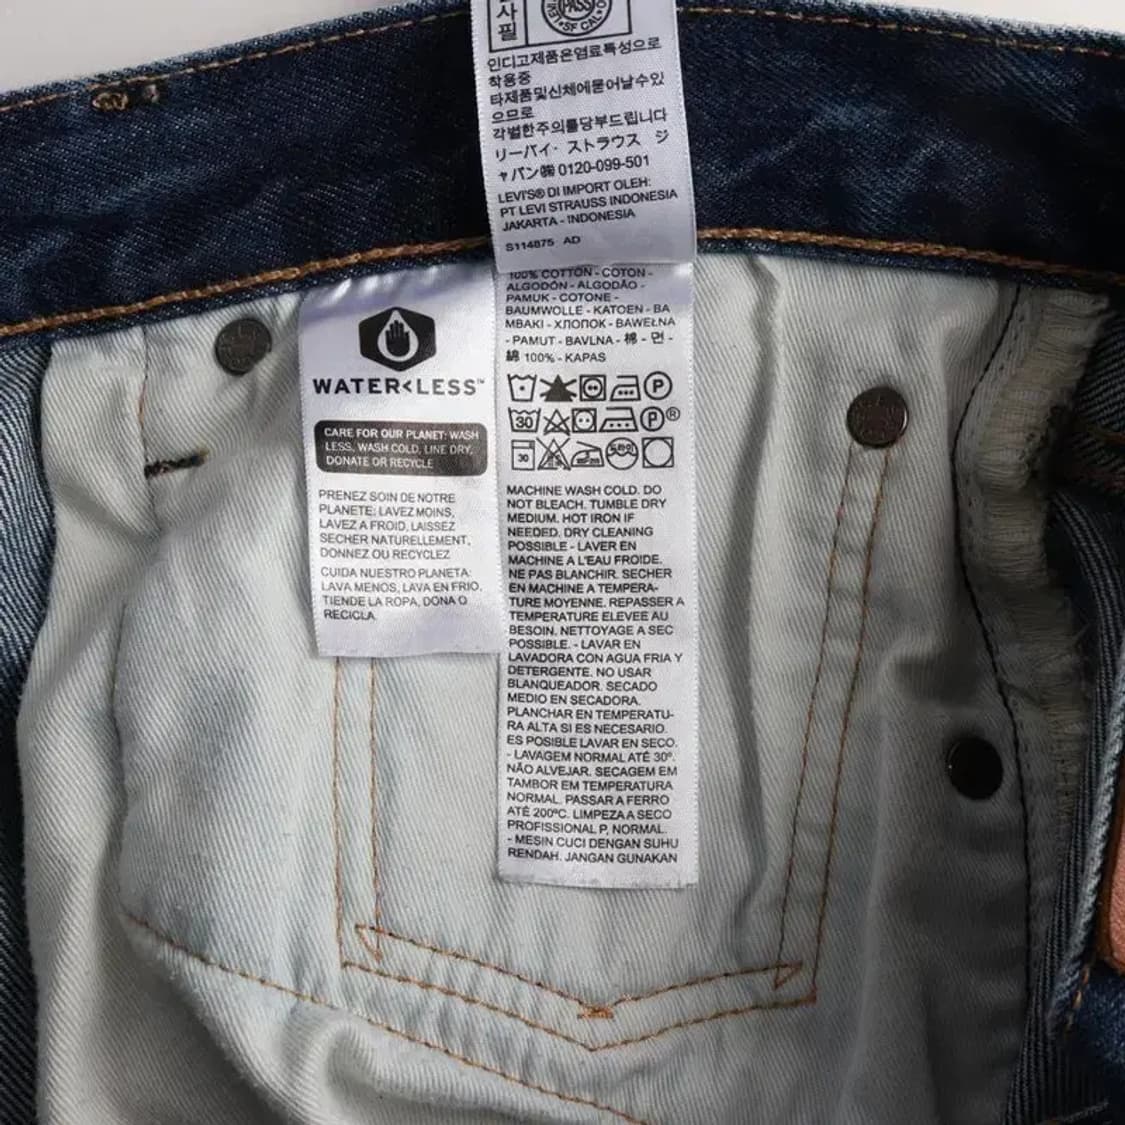 사
필
PASS
SF CAL
인디고제품은염료특성으로
착용중
타제품및신체에묻어날수있
으므로
각별한주의를당부드립니다
リーバイ・ストラウス ジ
ャパン㈱ 0120-099-501
LEVI'S® DI IMPORT OLEH:
PT LEVI STRAUSS INDONESIA
JAKARTA - INDONESIA
S114875 AD
WATER<LESS™
CARE FOR OUR PLANET: WASH
LESS, WASH COLD, LINE DRY,
DONATE OR RECYCLE
PRENEZ SOIN DE NOTRE
PLANETE: LAVEZ MOINS,
LAVEZ A FROID, LAISSEZ
SECHER NATURELLEMENT,
DONNEZ OU RECYCLEZ
CUIDA NUESTRO PLANETA:
LAVA MENOS, LAVA EN FRIO,
TIENDE LA ROPA, DONA O
RECICLA.
100% COTTON - COTON -
ALGODÓN - ALGODÃO -
PAMUK - COTONE -
BAUMWOLLE - KATOEN - BA
MBAKI - ХЛОПОК - BAWEŁNA
- PAMUT - BAVLNA - 棉 - 면 -
綿 100% - KAPAS
P
30 P®
30 드라이
MACHINE WASH COLD. DO
NOT BLEACH. TUMBLE DRY
MEDIUM. HOT IRON IF
NEEDED. DRY CLEANING
POSSIBLE - LAVER EN
MACHINE A L'EAU FROIDE.
NE PAS BLANCHIR. SECHER
EN MACHINE A TEMPERA-
TURE MOYENNE. REPASSER A
TEMPERATURE ELEVEE AU
BESOIN. NETTOYAGE A SEC
POSSIBLE. - LAVAR EN
LAVADORA CON AGUA FRIA Y
DETERGENTE. NO USAR
BLANQUEADOR. SECADO
MEDIO EN SECADORA.
PLANCHAR EN TEMPERATU-
RA ALTA SI ES NECESARIO.
ES POSIBLE LAVAR EN SECO.
- LAVAGEM NORMAL ATÉ 30º.
NÃO ALVEJAR. SECAGEM EM
TAMBOR EM TEMPERATURA
NORMAL. PASSAR A FERRO
ATÉ 200ºC. LIMPEZA A SECO
PROFISSIONAL P, NORMAL.
- MESIN CUCI DENGAN SUHU
RENDAH. JANGAN GUNAKAN